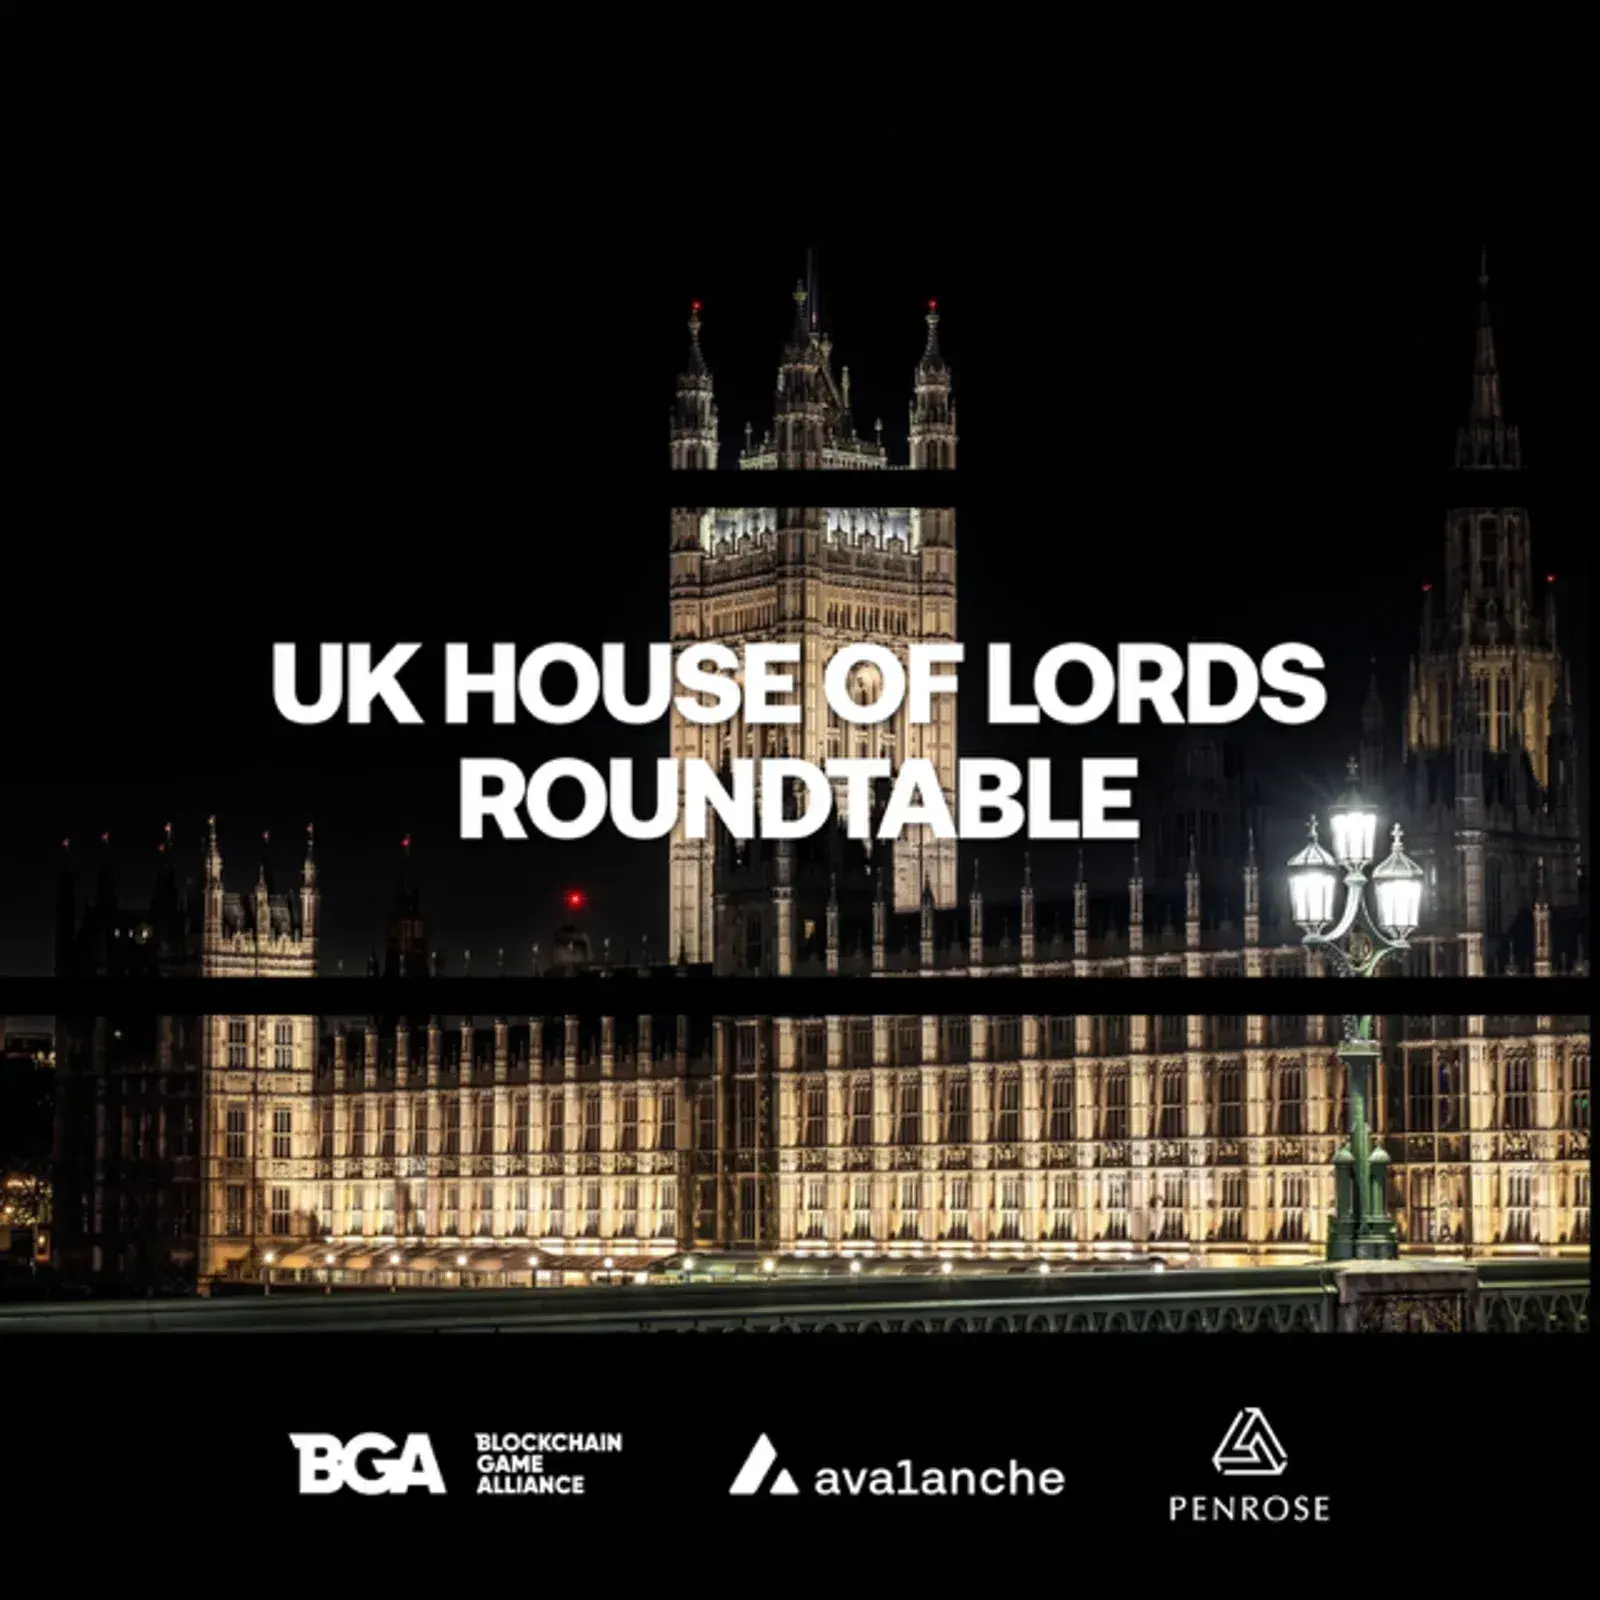 UK HOUSE OF LORDS
ROUNDTABLE
BGA
BLOCKCHAIN
GAME
ALLIANCE
avalanche
PENROSE